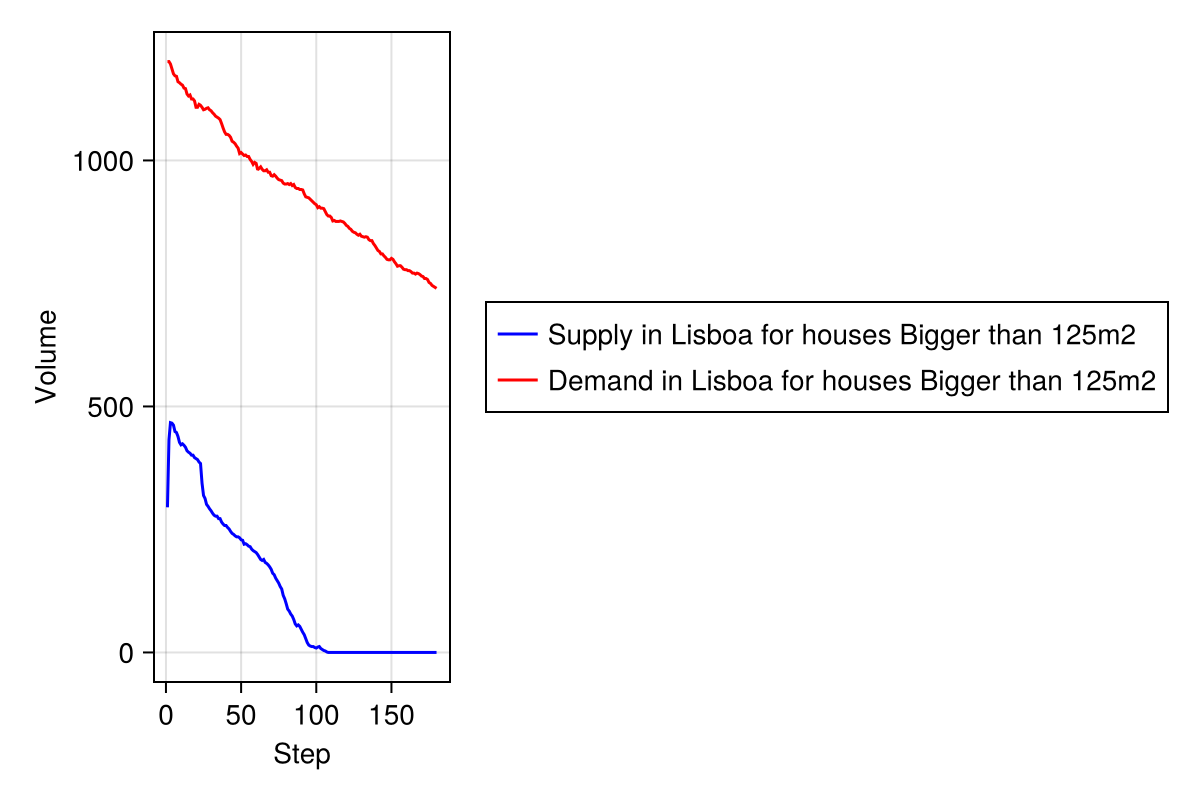 Volume
1000
500
0
0 50 100 150
Step
Supply in Lisboa for houses Bigger than 125m2
Demand in Lisboa for houses Bigger than 125m2